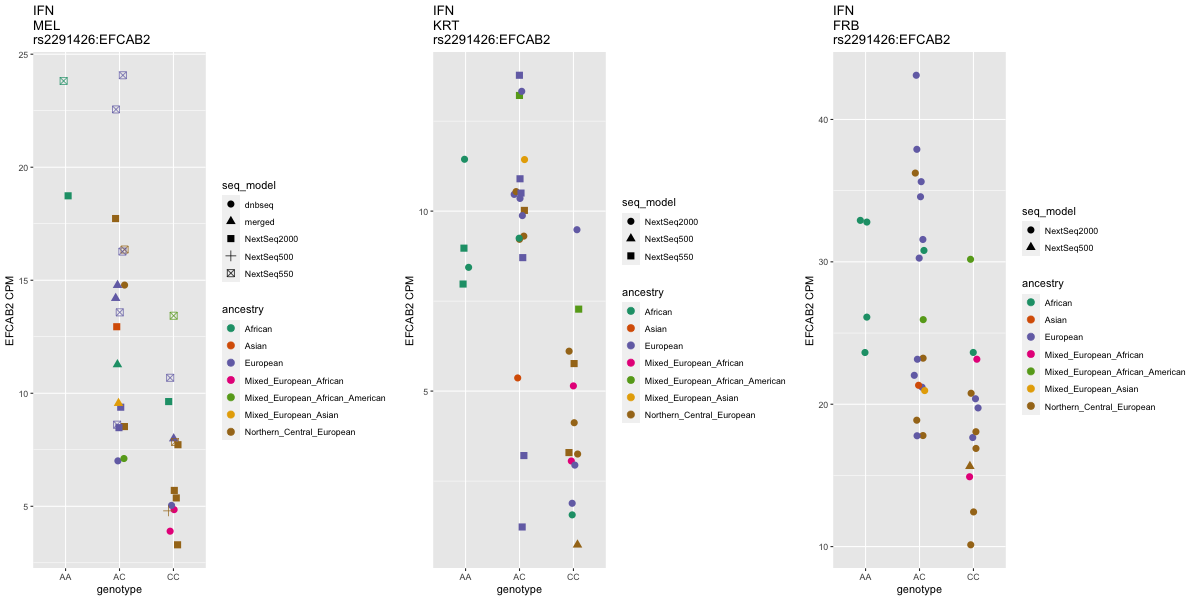 IFN
MEL
rs2291426:EFCAB2
25
20
15
10
5
EFCAB2 CPM
AA
AC
CC
genotype
seq_model
dnbseq
merged
NextSeq2000
NextSeq500
NextSeq550
ancestry
African
Asian
European
Mixed_European_African
Mixed_European_African_American
Mixed_European_Asian
Northern_Central_European
IFN
KRT
rs2291426:EFCAB2
10
5
EFCAB2 CPM
AA
AC
CC
genotype
seq_model
NextSeq2000
NextSeq500
NextSeq550
ancestry
African
Asian
European
Mixed_European_African
Mixed_European_African_American
Mixed_European_Asian
Northern_Central_European
IFN
FRB
rs2291426:EFCAB2
40
30
20
10
EFCAB2 CPM
AA
AC
CC
genotype
seq_model
NextSeq2000
NextSeq500
ancestry
African
Asian
European
Mixed_European_African
Mixed_European_African_American
Mixed_European_Asian
Northern_Central_European